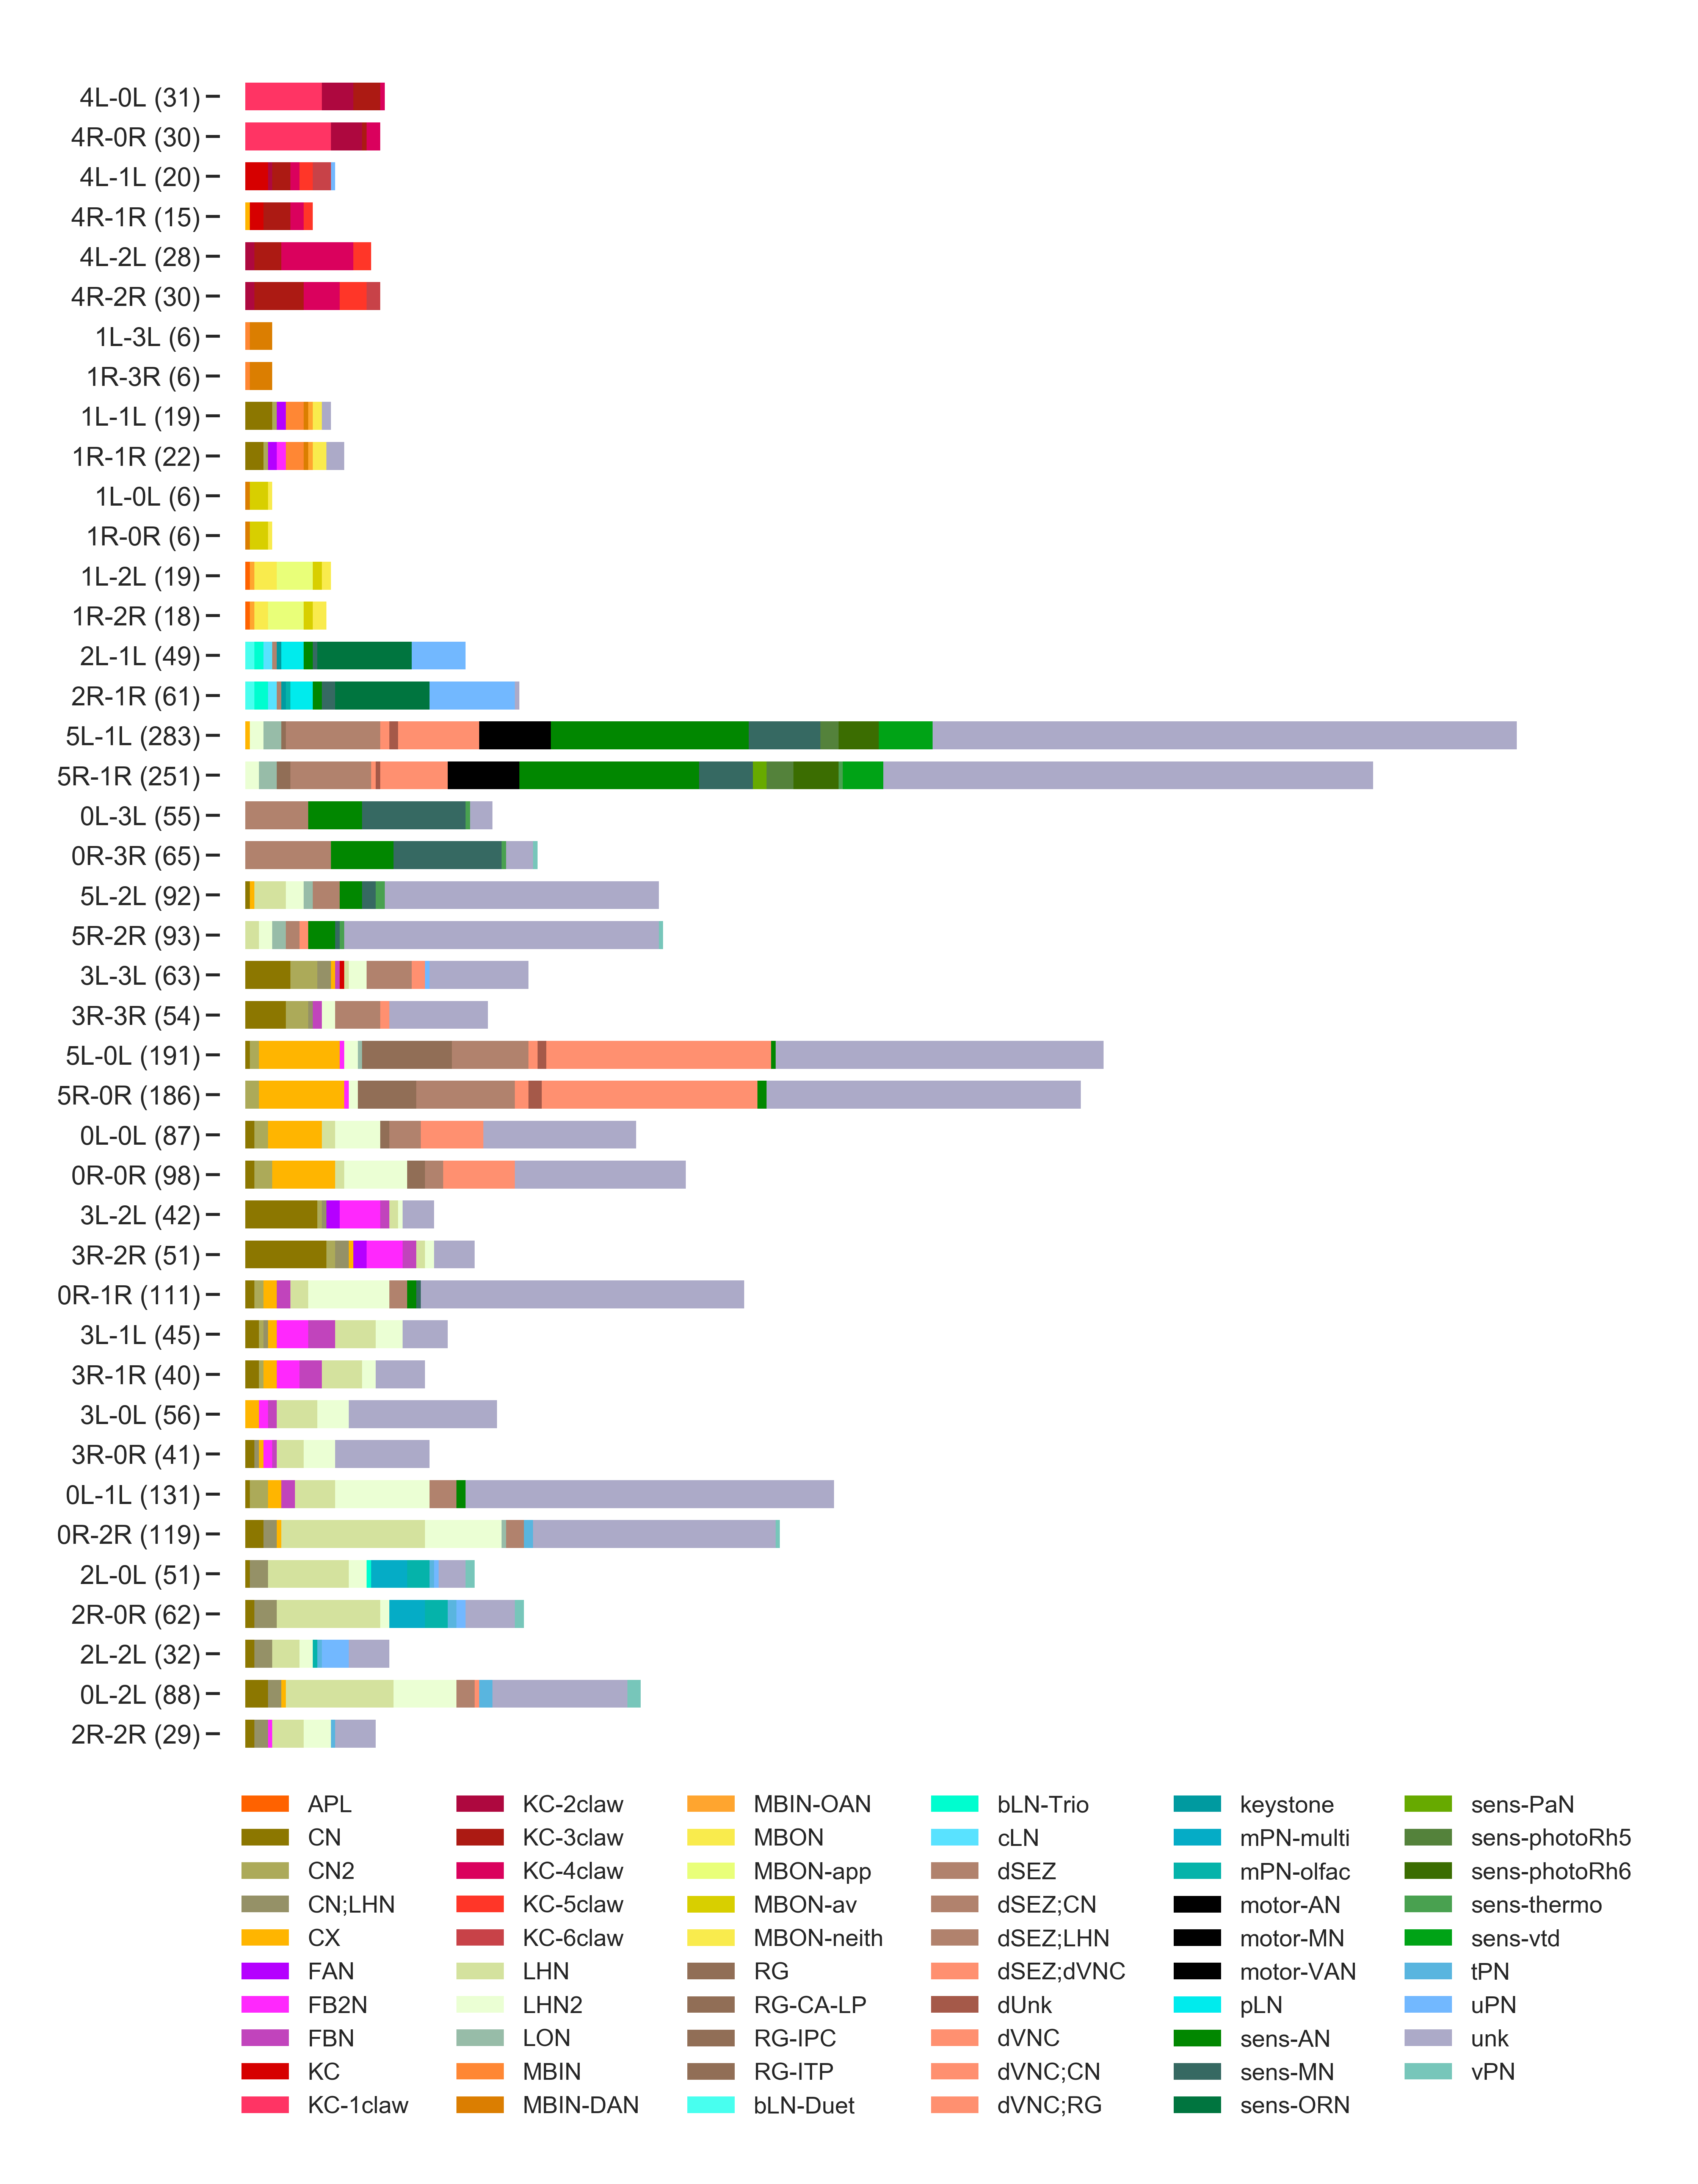 4L-0L (31)
4R-0R (30)
4L-1L (20)
4R-1R (15)
4L-2L (28)
4R-2R (30)
1L-3L (6)
1R-3R (6)
1L-1L (19)
1R-1R (22)
1L-0L (6)
1R-0R (6)
1L-2L (19)
1R-2R (18)
2L-1L (49)
2R-1R (61)
5L-1L (283)
5R-1R (251)
0L-3L (55)
0R-3R (65)
5L-2L (92)
5R-2R (93)
3L-3L (63)
3R-3R (54)
5L-0L (191)
5R-0R (186)
0L-0L (87)
0R-0R (98)
3L-2L (42)
3R-2R (51)
0R-1R (111)
3L-1L (45)
3R-1R (40)
3L-0L (56)
3R-0R (41)
0L-1L (131)
0R-2R (119)
2L-0L (51)
2R-0R (62)
2L-2L (32)
0L-2L (88)
2R-2R (29)
APL
CN
CN2
CN;LHN
CX
FAN
FB2N
FBN
KC
KC-1claw
KC-2claw
KC-3claw
KC-4claw
KC-5claw
KC-6claw
LHN
LHN2
LON
MBIN
MBIN-DAN
MBIN-OAN
MBON
MBON-app
MBON-av
MBON-neith
RG
RG-CA-LP
RG-IPC
RG-ITP
bLN-Duet
bLN-Trio
cLN
dSEZ
dSEZ;CN
dSEZ;LHN
dSEZ;dVNC
dUnk
dVNC
dVNC;CN
dVNC;RG
keystone
mPN-multi
mPN-olfac
motor-AN
motor-MN
motor-VAN
pLN
sens-AN
sens-MN
sens-ORN
sens-PaN
sens-photoRh5
sens-photoRh6
sens-thermo
sens-vtd
tPN
uPN
unk
vPN